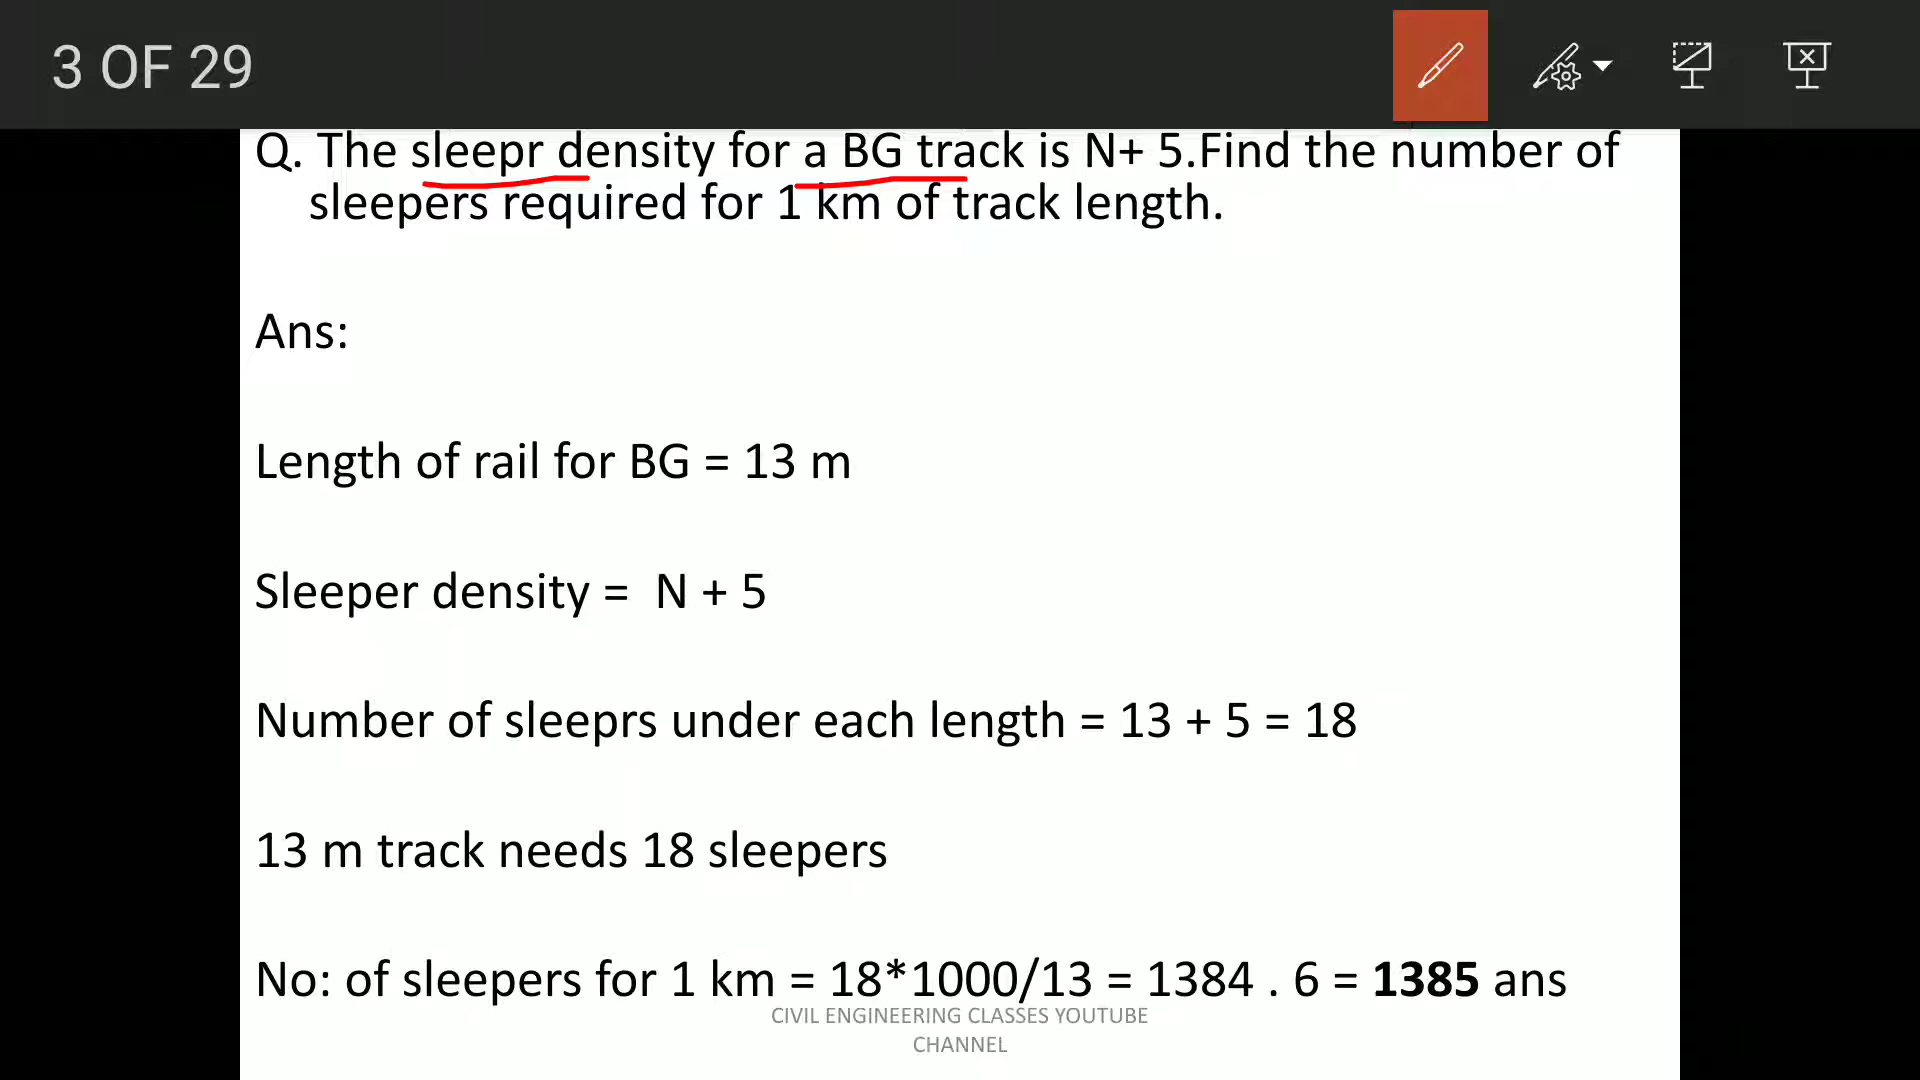 3 OF 29
Q. The sleepr density for a BG track is N+ 5.Find the number of
sleepers required for 1 km of track length.
Ans:
Length of rail for BG = 13 m
Sleeper density =  N + 5
Number of sleeprs under each length = 13 + 5 = 18
13 m track needs 18 sleepers
No: of sleepers for 1 km = 18*1000/13 = 1384 . 6 = 1385 ans
CIVIL ENGINEERING CLASSES YOUTUBE
CHANNEL